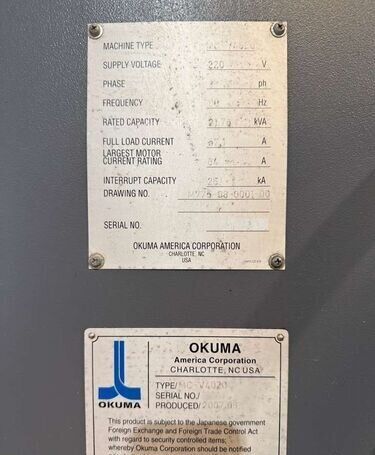 MACHINE TYPE
SUPPLY VOLTAGE 220 V
PHASE ph
FREQUENCY Hz
RATED CAPACITY kVA
FULL LOAD CURRENT A
LARGEST MOTOR
CURRENT RATING A
INTERRUPT CAPACITY kA
DRAWING NO.
SERIAL NO.
OKUMA AMERICA CORPORATION
CHARLOTTE, NC
USA
OKUMA
America Corporation
CHARLOTTE, NC USA
OKUMA
TYPE/MC-V4020
SERIAL NO./
PRODUCED/
This product is subject to the Japanese government
Foreign Exchange and Foreign Trade Control Act
with regard to security controlled items;
whereby Okuma Corporation should be notified